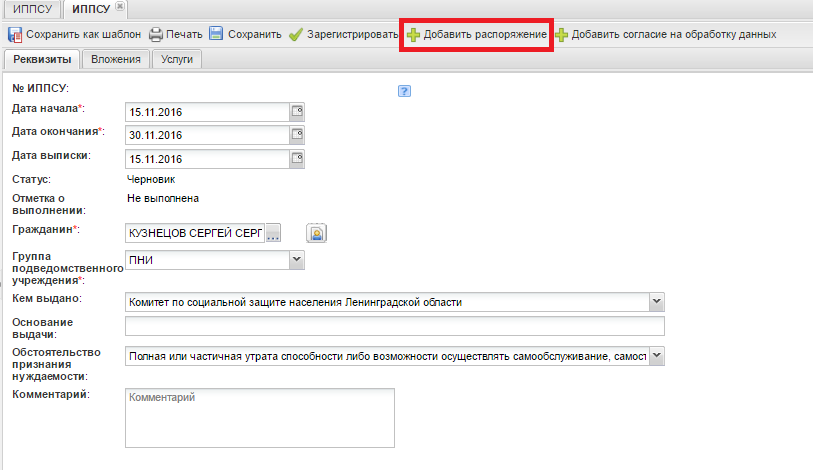 ИППСУ ИППСУ
Сохранить как шаблон Печать Сохранить Зарегистрировать Добавить распоряжение Добавить согласие на обработку данных
Реквизиты Вложения Услуги
№ ИППСУ: ?
Дата начала*: 15.11.2016
Дата окончания*: 30.11.2016
Дата выписки: 15.11.2016
Статус: Черновик
Отметка о
выполнении: Не выполнена
Гражданин*: КУЗНЕЦОВ СЕРГЕЙ СЕРГ ...
Группа
подведомственного
учреждения*: ПНИ
Кем выдано: Комитет по социальной защите населения Ленинградской области
Основание
выдачи:
Обстоятельство
признания
нуждаемости: Полная или частичная утрата способности либо возможности осуществлять самообслуживание, самост
Комментарий: Комментарий